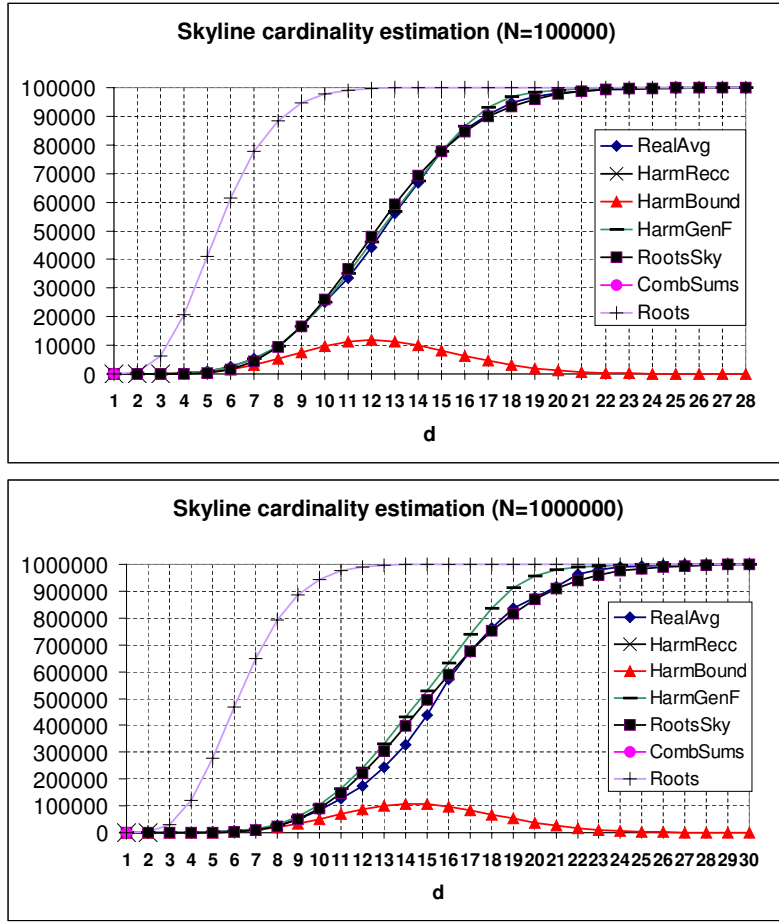 Skyline cardinality estimation (N=100000)
100000
90000
80000
70000
60000
50000
40000
30000
20000
10000
0
RealAvg
HarmRecc
HarmBound
HarmGenF
RootsSky
CombSums
Roots
1 2 3 4 5 6 7 8 9 10 11 12 13 14 15 16 17 18 19 20 21 22 23 24 25 26 27 28
d
Skyline cardinality estimation (N=1000000)
1000000
900000
800000
700000
600000
500000
400000
300000
200000
100000
0
RealAvg
HarmRecc
HarmBound
HarmGenF
RootsSky
CombSums
Roots
1 2 3 4 5 6 7 8 9 10 11 12 13 14 15 16 17 18 19 20 21 22 23 24 25 26 27 28 29 30
d